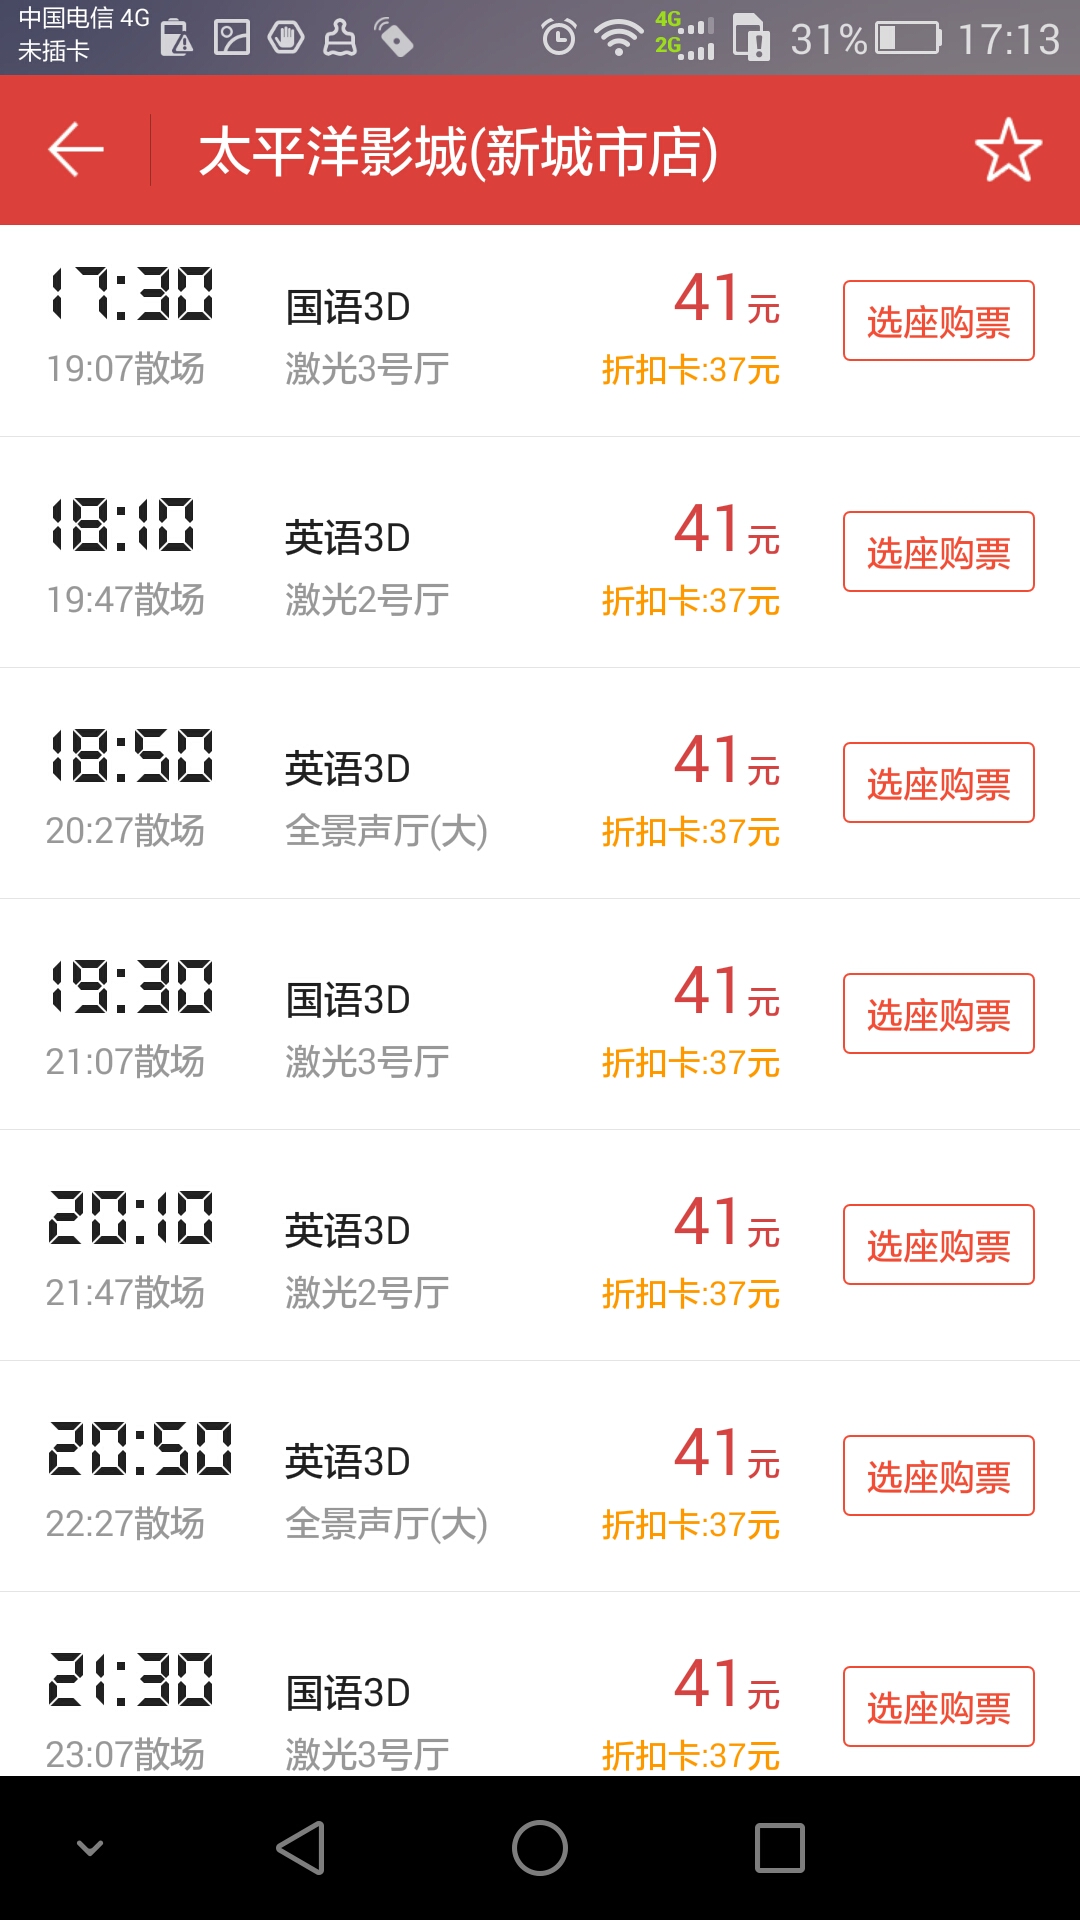 中国电信 4G
未插卡
4G
2G
31%
17:13
太平洋影城(新城市店)
17:30 国语3D 41元 选座购票
19:07散场 激光3号厅 折扣卡:37元
18:10 英语3D 41元 选座购票
19:47散场 激光2号厅 折扣卡:37元
18:50 英语3D 41元 选座购票
20:27散场 全景声厅(大) 折扣卡:37元
19:30 国语3D 41元 选座购票
21:07散场 激光3号厅 折扣卡:37元
20:10 英语3D 41元 选座购票
21:47散场 激光2号厅 折扣卡:37元
20:50 英语3D 41元 选座购票
22:27散场 全景声厅(大) 折扣卡:37元
21:30 国语3D 41元 选座购票
23:07散场 激光3号厅 折扣卡:37元